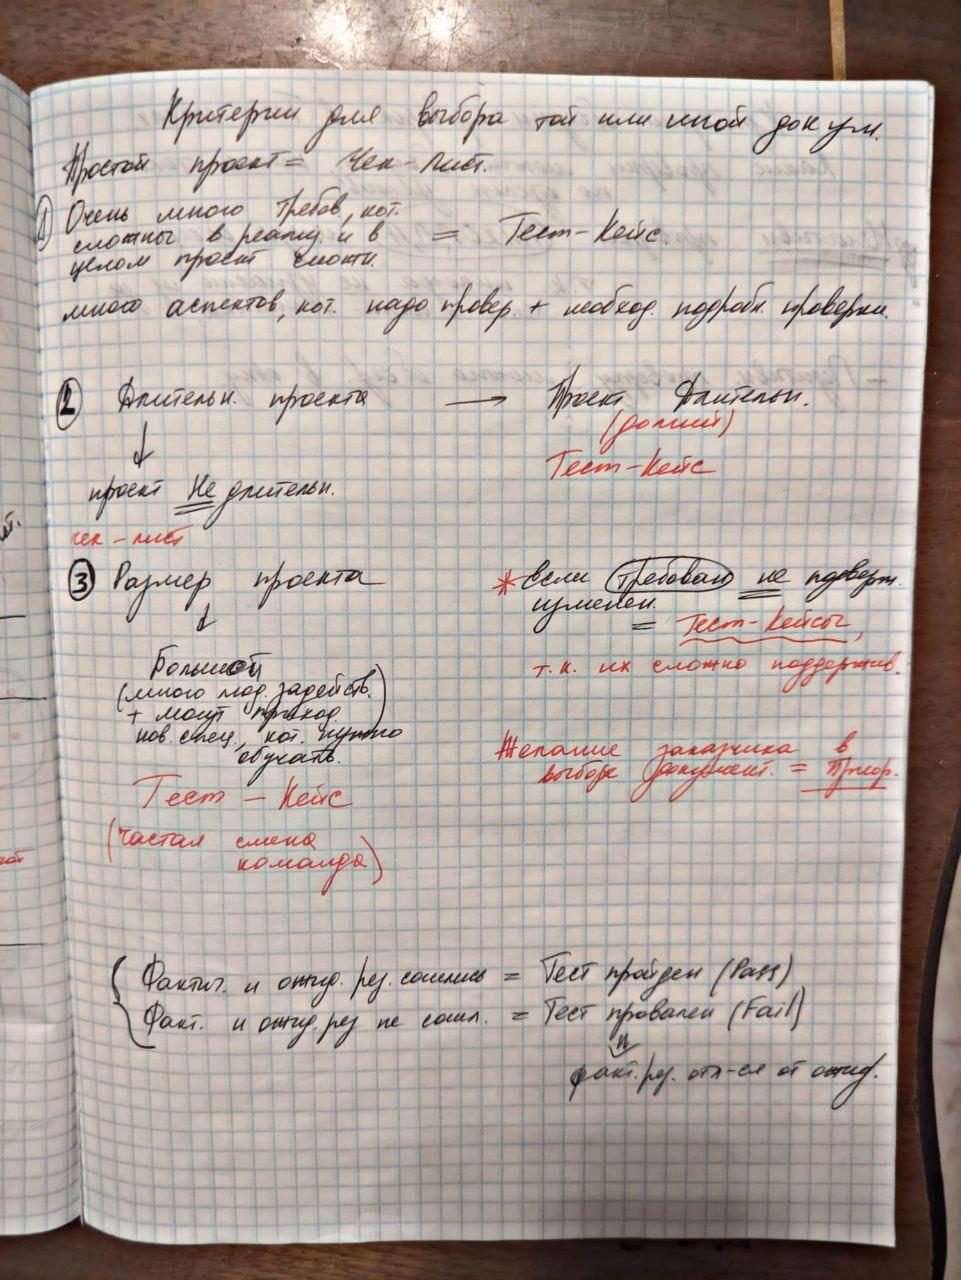 Критерии для выбора той или иной докум.
Простой проект = Чек-лист.
1) Очень много требов., кот.
сложны в реализ. и в = Тест-Кейс.
целом проект сложн.
много аспектов, кот. надо провер. + необход. подробн. проверки.
2 Длительн. проекта → Проект Длительн.
(долгий)
Тест-Кейс
проект Не длительн.
чек-лист
3 Размер проекта
Большой
(много люд. задейств.
+ могут приход.
нов. спец., кот. нужно
обучать.)
Тест-Кейс
(частая смена
команды)
* если требован не подверж.
изменен.
= Тест-Кейсы,
т.к. их сложно поддержив.
Желание заказчика в
выборе документ. = Приор.
Фактич. и ожид. рез. сошлись = Тест пройден (Pass)
Факт. и ожид. рез не сошл. = Тест провален (Fail)
факт. рез. отл-ся от ожид.